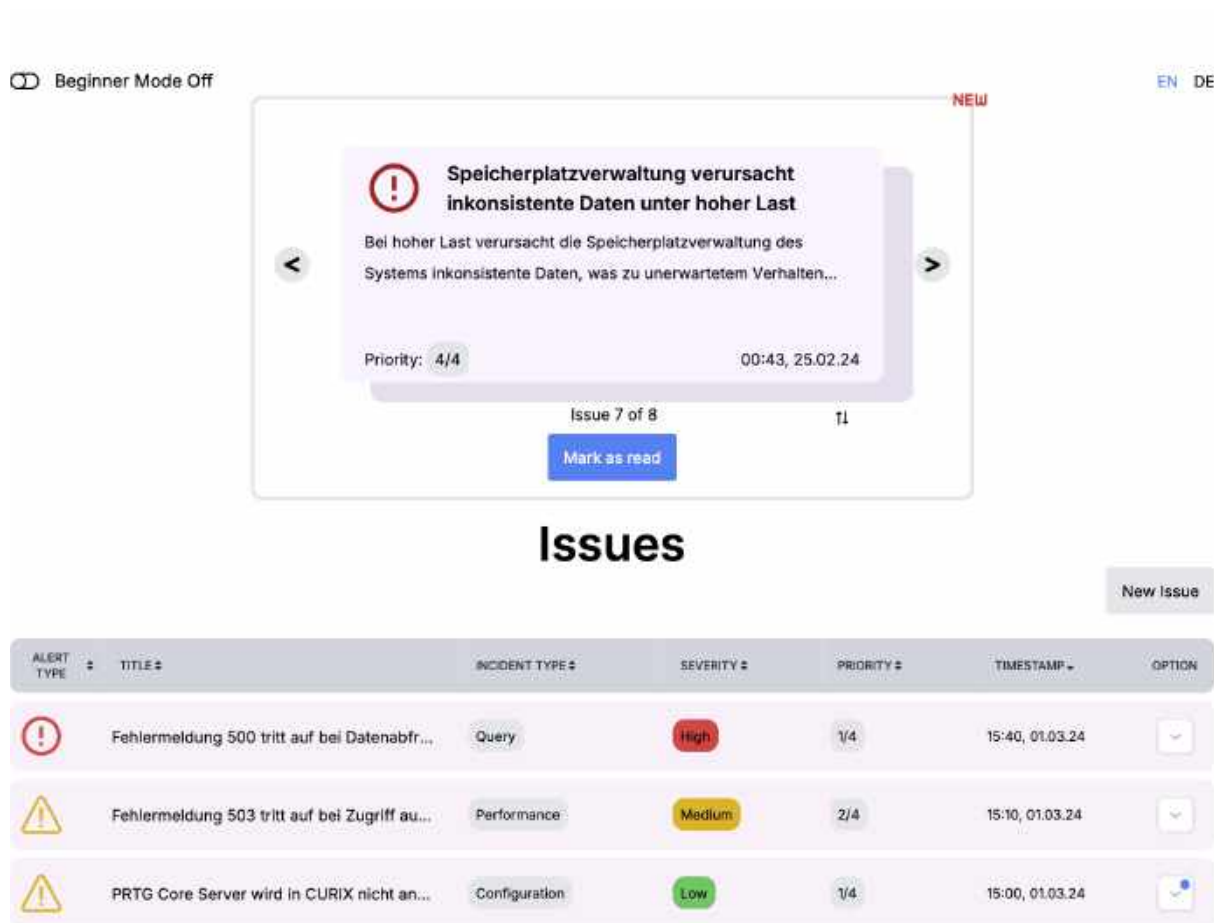 Beginner Mode Off
EN DE
NEW
Speicherplatzverwaltung verursacht
inkonsistente Daten unter hoher Last
Bei hoher Last verursacht die Speicherplatzverwaltung des
Systems inkonsistente Daten, was zu unerwartetem Verhalten...
<
>
Priority: 4/4
00:43, 25.02.24
Issue 7 of 8
Mark as read
Issues
New Issue
ALERT
TYPE
TITLE
INCIDENT TYPE
SEVERITY
PRIORITY
TIMESTAMP
OPTION
Fehlermeldung 500 tritt auf bei Datenabfr... Query High 1/4 15:40, 01.03.24
Fehlermeldung 503 tritt auf bei Zugriff au... Performance Medium 2/4 15:10, 01.03.24
PRTG Core Server wird in CURIX nicht an... Configuration Low 1/4 15:00, 01.03.24